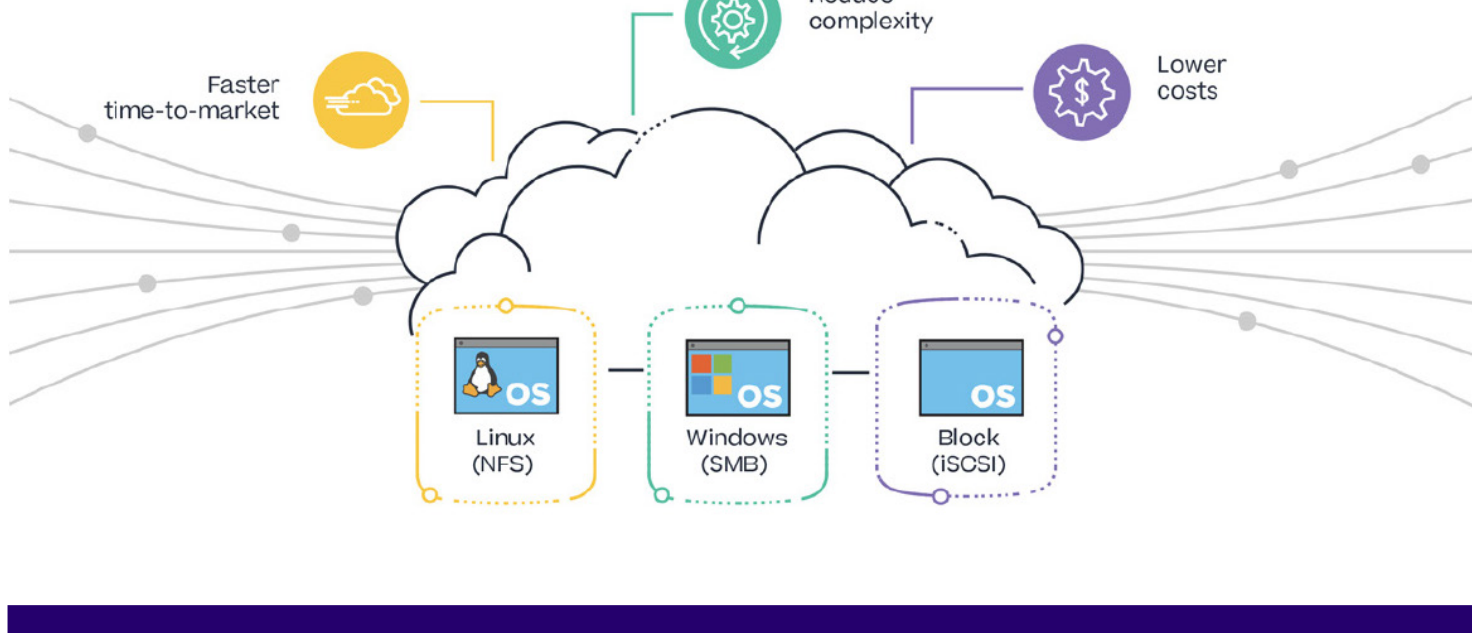 complexity
Faster
time-to-market
Lower
costs
$
OS
OS
OS
Linux
(NFS)
Windows
(SMB)
Block
(iSCSI)